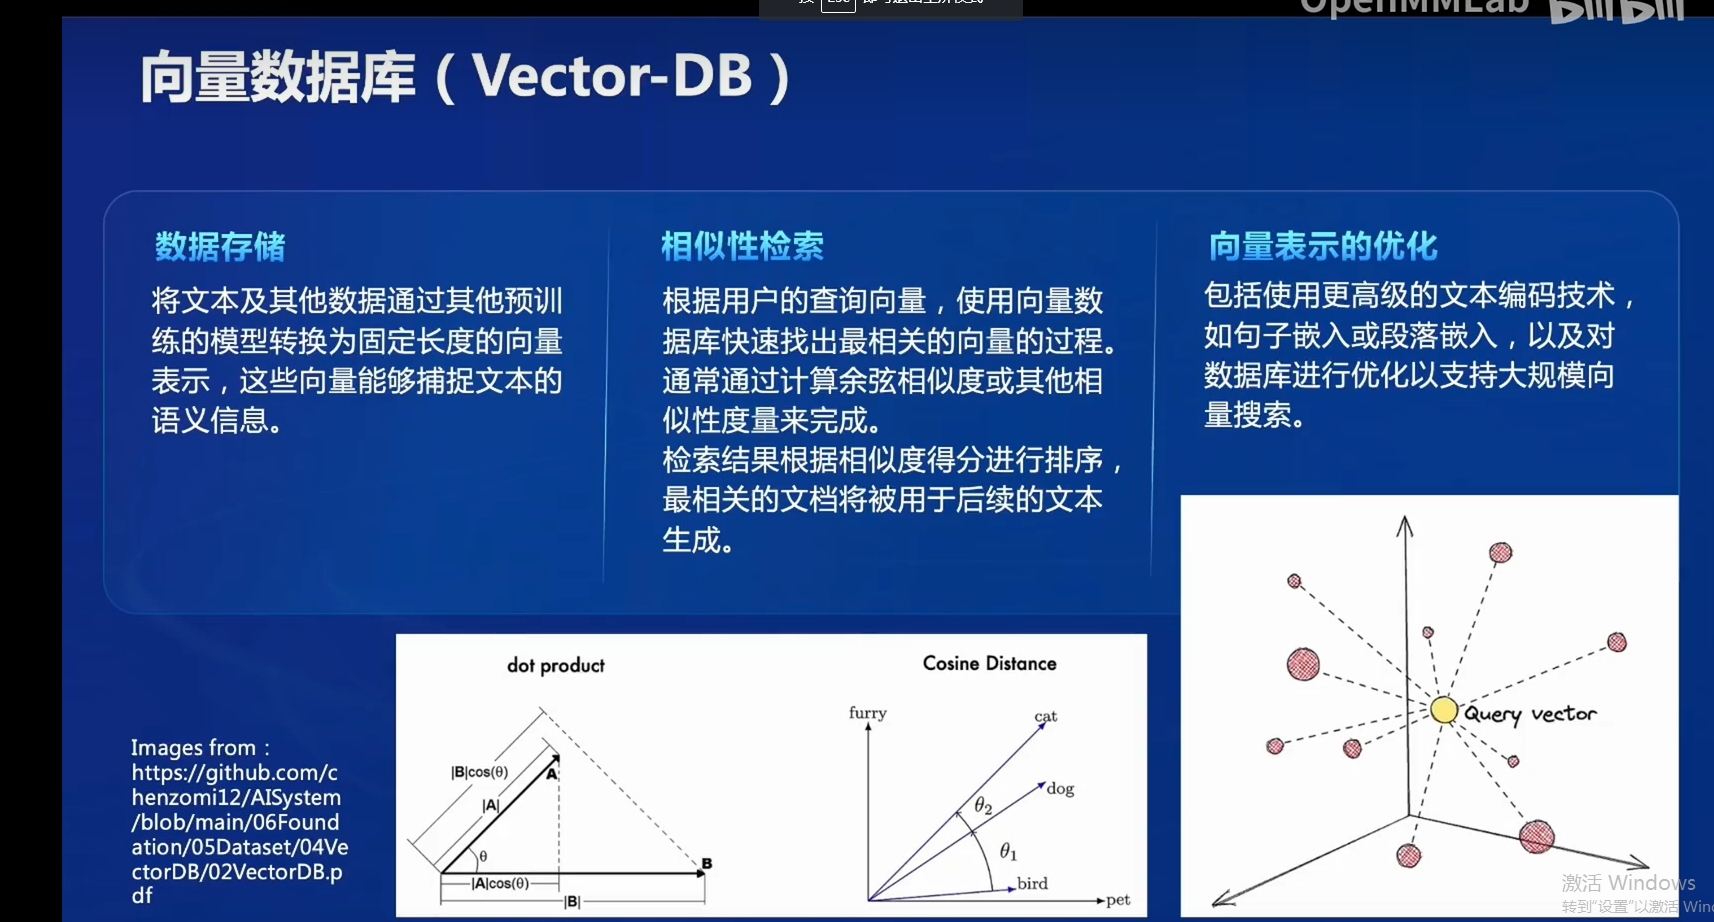 OpenMMLab bilibili
向量数据库（Vector-DB）
数据存储
将文本及其他数据通过其他预训
练的模型转换为固定长度的向量
表示，这些向量能够捕捉文本的
语义信息。
相似性检索
根据用户的查询向量，使用向量数
据库快速找出最相关的向量的过程。
通常通过计算余弦相似度或其他相
似性度量来完成。
检索结果根据相似度得分进行排序，
最相关的文档将被用于后续的文本
生成。
向量表示的优化
包括使用更高级的文本编码技术，
如句子嵌入或段落嵌入，以及对
数据库进行优化以支持大规模向
量搜索。
Images from：
https://github.com/c
henzomi12/AISystem
/blob/main/06Found
ation/05Dataset/04Ve
ctorDB/02VectorDB.p
df
dot product
|B|cos(θ)
A
|A|
θ
B
|A|cos(θ)
|B|
Cosine Distance
furry
cat
dog
θ2
θ1
bird
pet
Query vector
激活 Windows
转到"设置"以激活 Win